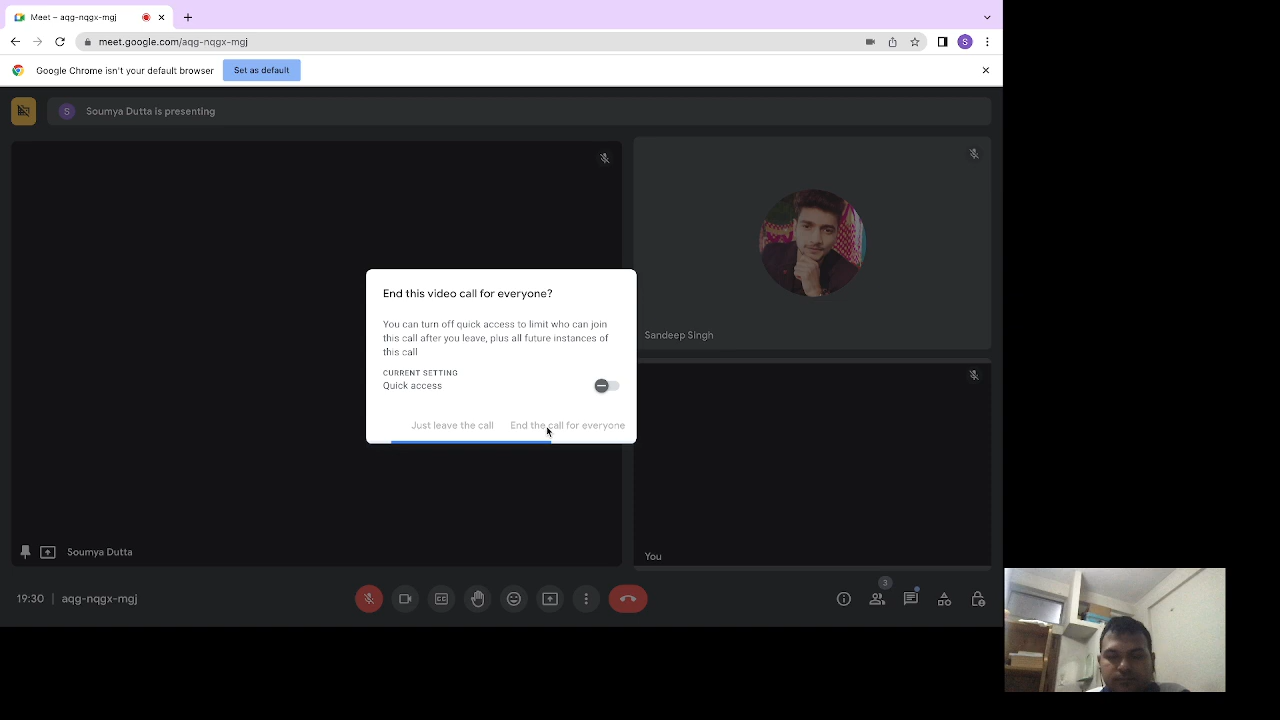 Meet – aqg-nqgx-mgj
meet.google.com/aqg-nqgx-mgj
S
Google Chrome isn't your default browser
Set as default
S
Soumya Dutta is presenting
Sandeep Singh
End this video call for everyone?
You can turn off quick access to limit who can join
this call after you leave, plus all future instances of
this call
CURRENT SETTING
Quick access
Just leave the call
End the call for everyone
Soumya Dutta
You
19:30 | aqg-nqgx-mgj
CC
3